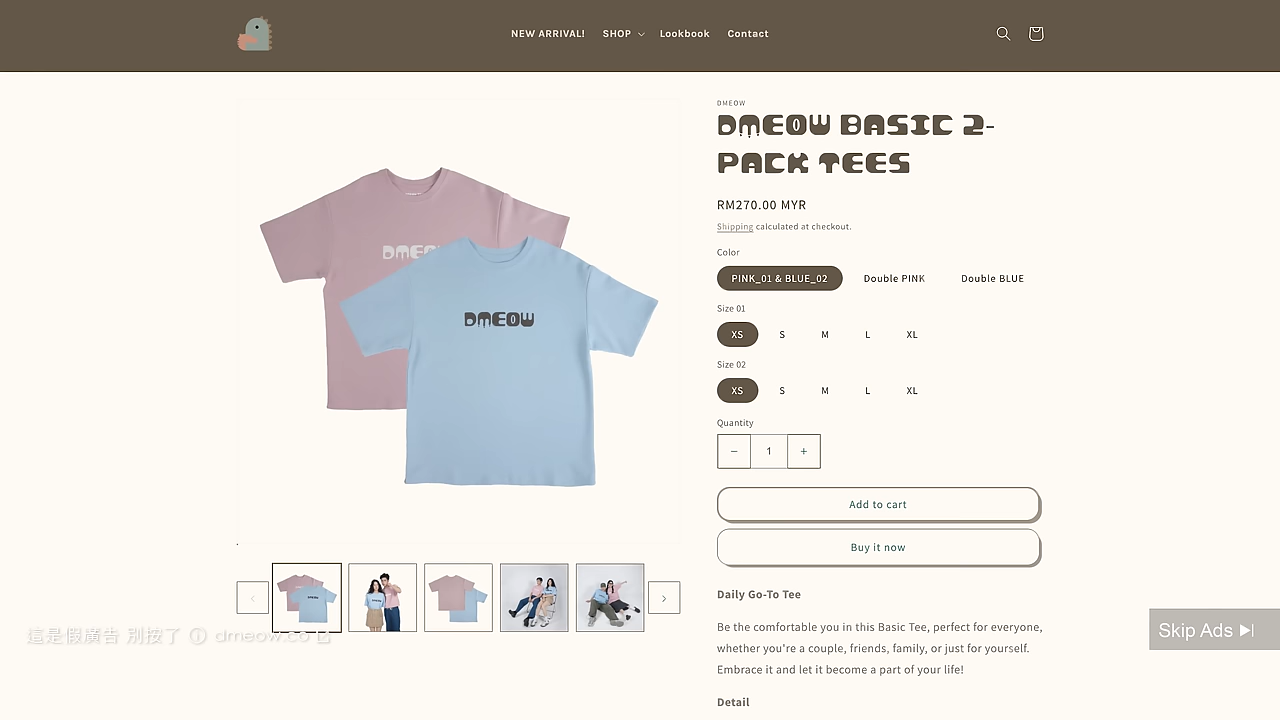 NEW ARRIVAL! SHOP Lookbook Contact
DMEOW
DMEOW BASIC 2-
PACK TEES
RM270.00 MYR
Shipping calculated at checkout.
Color
PINK_01 & BLUE_02 Double PINK Double BLUE
Size 01
XS S M L XL
Size 02
XS S M L XL
Quantity
− 1 +
Add to cart
Buy it now
Daily Go-To Tee
Be the comfortable you in this Basic Tee, perfect for everyone,
whether you're a couple, friends, family, or just for yourself.
Embrace it and let it become a part of your life!
Detail
DMEOW
DMEOW
這是假廣告 別按了 ① dmeow.co
Skip Ads